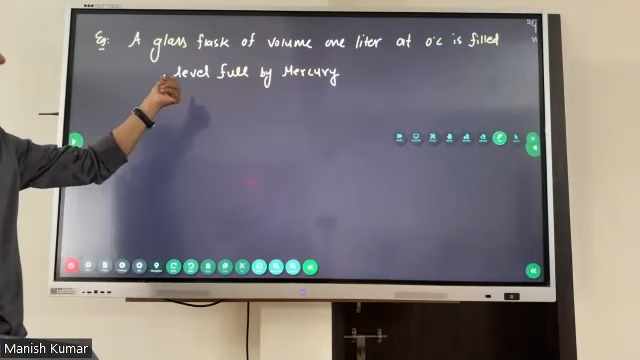 Eg: A glass flask of volume one liter at 0°C is filled
level full by Mercury
Manish Kumar